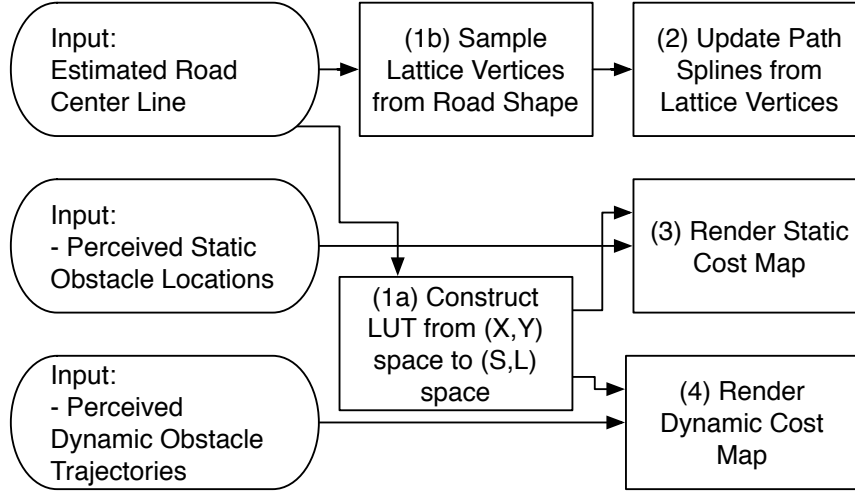 Input:
Estimated Road
Center Line
(1b) Sample
Lattice Vertices
from Road Shape
(2) Update Path
Splines from
Lattice Vertices
Input:
- Perceived Static
Obstacle Locations
(3) Render Static
Cost Map
(1a) Construct
LUT from (X,Y)
space to (S,L)
space
Input:
- Perceived
Dynamic Obstacle
Trajectories
(4) Render
Dynamic Cost
Map